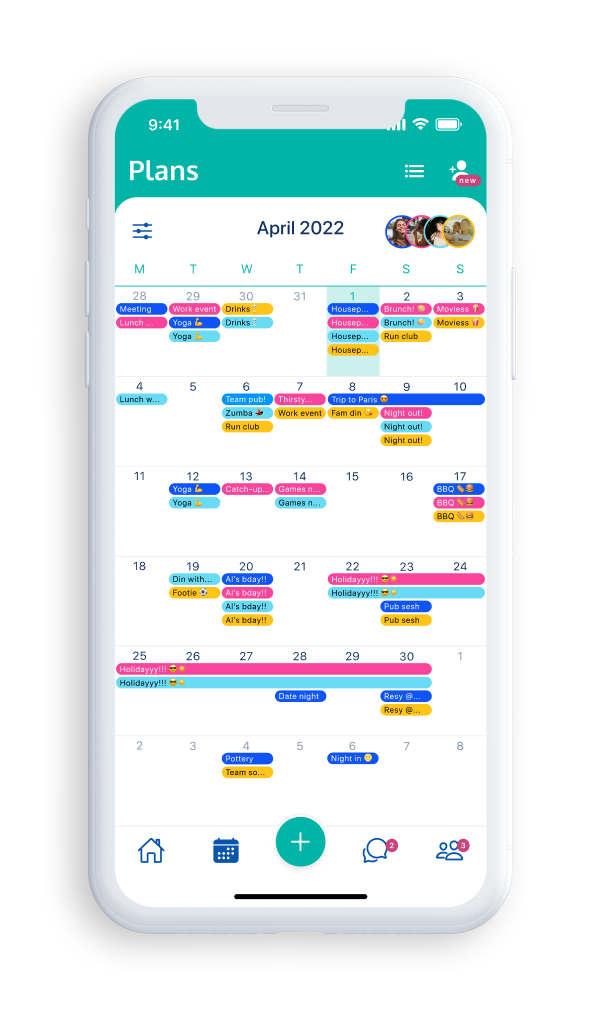 9:41
Plans
new
April 2022
M T W T F S S
28 29 30 31 1 2 3
Meeting Work event Drinks Housep... Brunch! 🥞 Moviess 🍿
Lunch ... Yoga 💪 Drinks Housep... Brunch! 🥞 Moviess 🍿
Yoga 💪 Housep... Run club
Housep...
4 5 6 7 8 9 10
Lunch w... Team pub! Thirsty... Trip to Paris 😍
Zumba 💃 Work event Fam din 😘 Night out!
Run club Night out!
Night out!
11 12 13 14 15 16 17
Yoga 💪 Catch-up... Games n... BBQ 🌭🍔
Yoga 💪 Games n... BBQ 🌭🍔
BBQ 🌭🍔
18 19 20 21 22 23 24
Din with... Al's bday!! Holidayyy!!! 😎☀️
Footie ⚽ Al's bday!! Holidayyy!!! 😎☀️
Al's bday!! Pub sesh
Al's bday!! Pub sesh
25 26 27 28 29 30 1
Holidayyy!!! 😎☀️
Holidayyy!!! 😎☀️
Date night Resy @...
Resy @...
2 3 4 5 6 7 8
Pottery Night in
Team so...
+
2 3